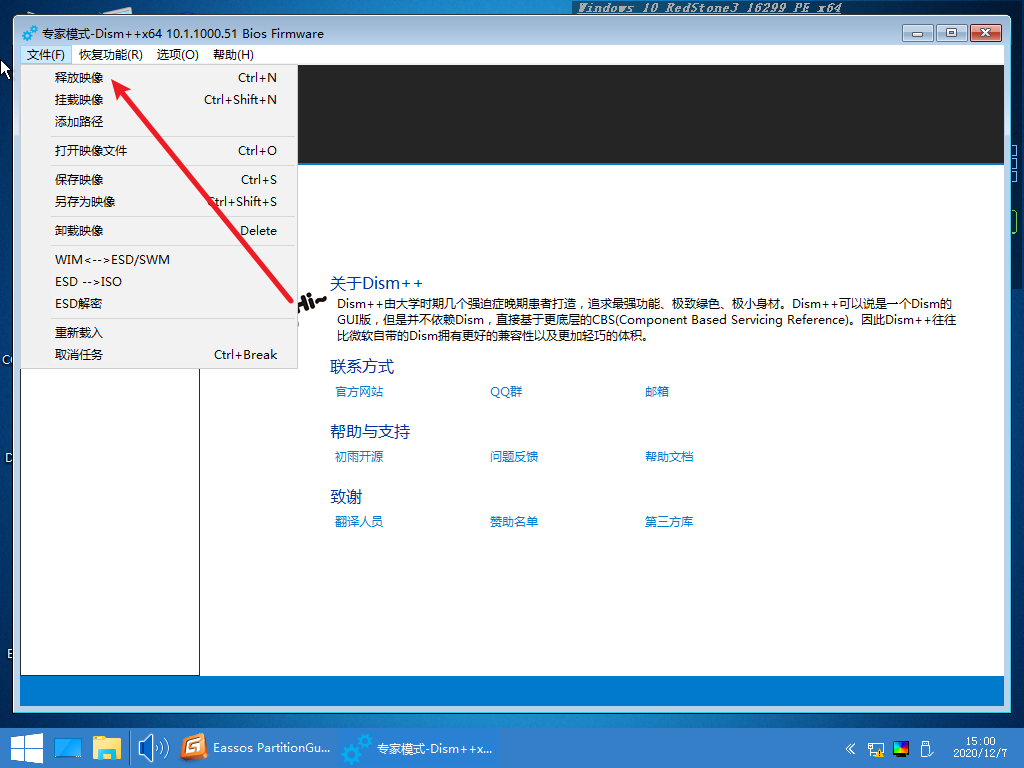 Windows 10 RedStone3 16299 PE x64
专家模式-Dism++x64 10.1.1000.51 Bios Firmware
文件(F) 恢复功能(R) 选项(O) 帮助(H)
释放映像 Ctrl+N
挂载映像 Ctrl+Shift+N
添加路径
打开映像文件 Ctrl+O
保存映像 Ctrl+S
另存为映像 Ctrl+Shift+S
卸载映像 Delete
WIM<-->ESD/SWM
ESD -->ISO
ESD解密
重新载入
取消任务 Ctrl+Break
Hi~
关于Dism++
Dism++由大学时期几个强迫症晚期患者打造，追求最强功能、极致绿色、极小身材。Dism++可以说是一个Dism的
GUI版，但是并不依赖Dism，直接基于更底层的CBS(Component Based Servicing Reference)。因此Dism++往往
比微软自带的Dism拥有更好的兼容性以及更加轻巧的体积。
联系方式
官方网站 QQ群 邮箱
帮助与支持
初雨开源 问题反馈 帮助文档
致谢
翻译人员 赞助名单 第三方库
Eassos PartitionGu... 专家模式-Dism++x...
15:00
2020/12/7